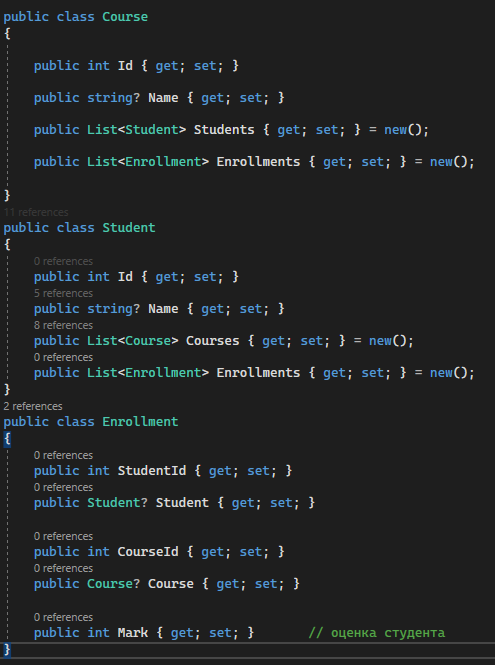 public class Course
{
public int Id { get; set; }
public string? Name { get; set; }
public List<Student> Students { get; set; } = new();
public List<Enrollment> Enrollments { get; set; } = new();
}
11 references
public class Student
{
0 references
public int Id { get; set; }
5 references
public string? Name { get; set; }
8 references
public List<Course> Courses { get; set; } = new();
0 references
public List<Enrollment> Enrollments { get; set; } = new();
}
2 references
public class Enrollment
{
0 references
public int StudentId { get; set; }
0 references
public Student? Student { get; set; }
0 references
public int CourseId { get; set; }
0 references
public Course? Course { get; set; }
0 references
public int Mark { get; set; } // оценка студента
}